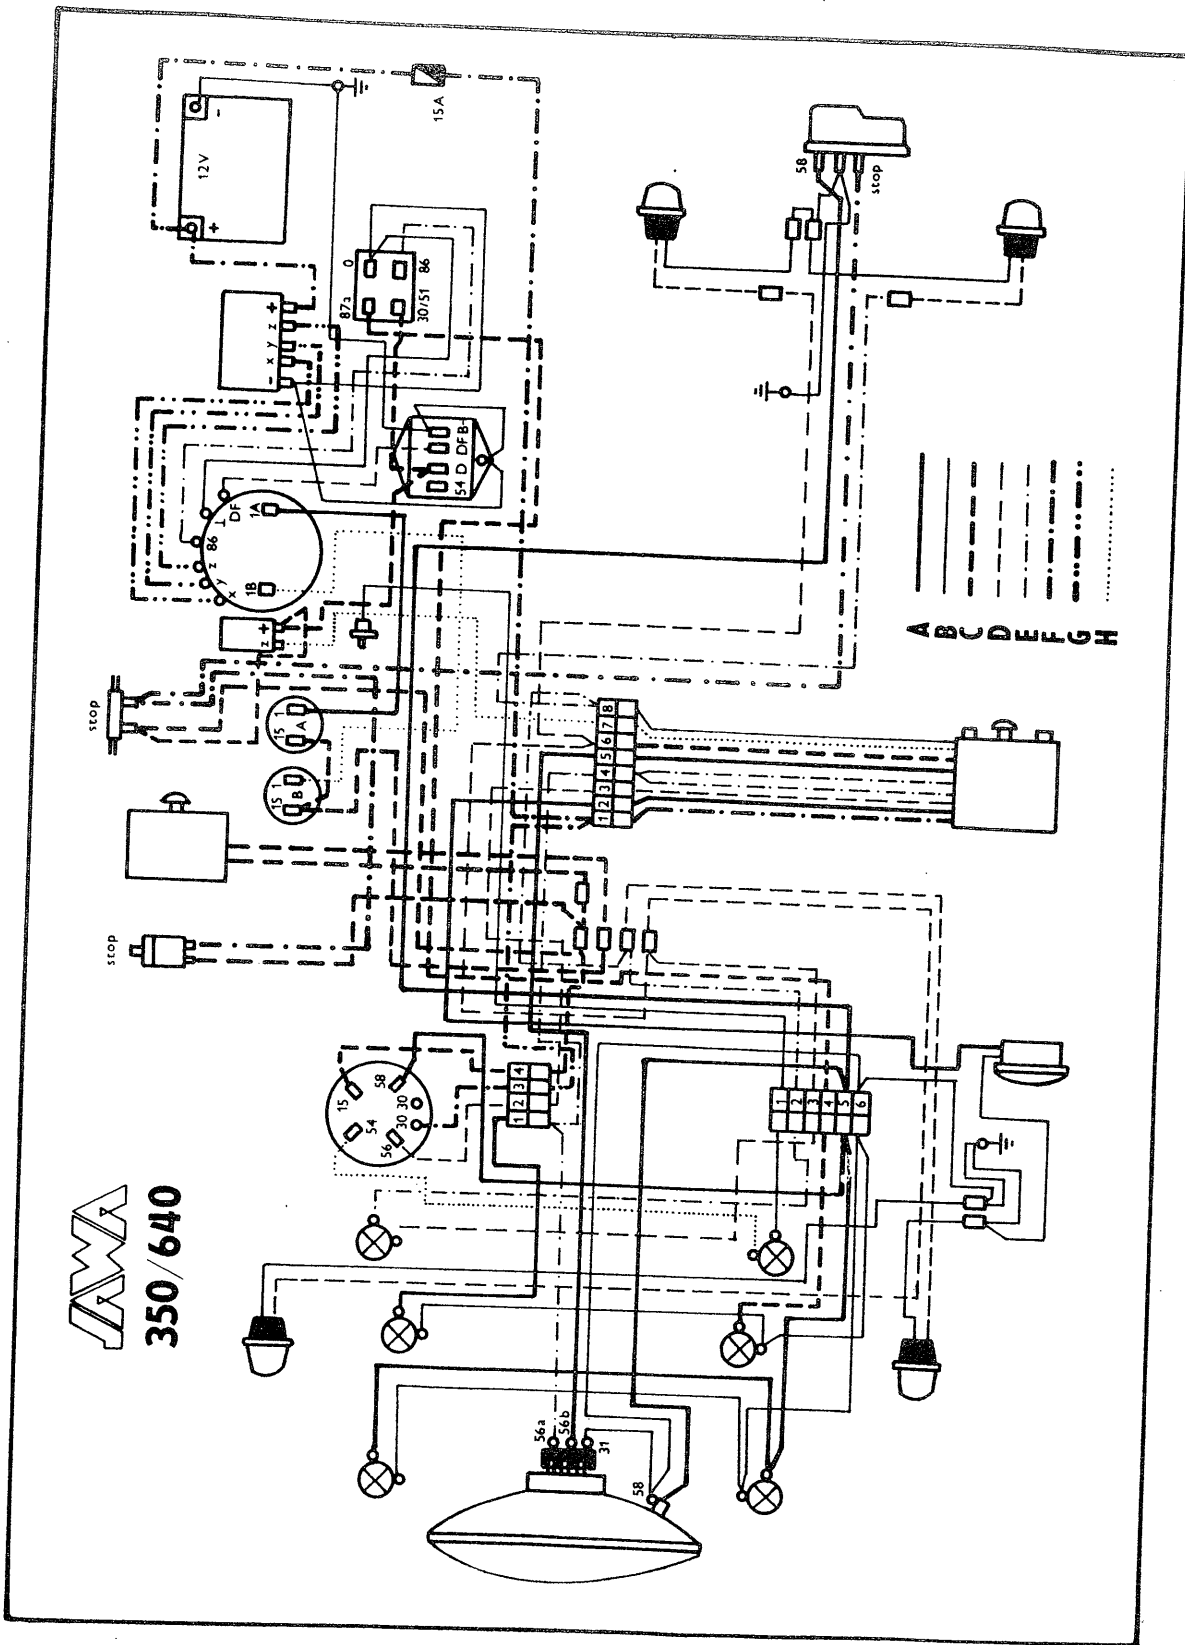 JAWA
350/640
12V
-
+
15A
0
86
87a
30/51
+
z
y
x
-
54 D DF B-
DF
⊥
86
z
y
x
1A
1B
+
-
stop
15 1
A
15 1
B
stop
58
stop
A
B
C
D
E
F
G
H
1 2 3 4 5 6 7 8
15
58
54
56
30 30
1 2 3 4
1
2
3
4
5
6
56a
56b
31
58